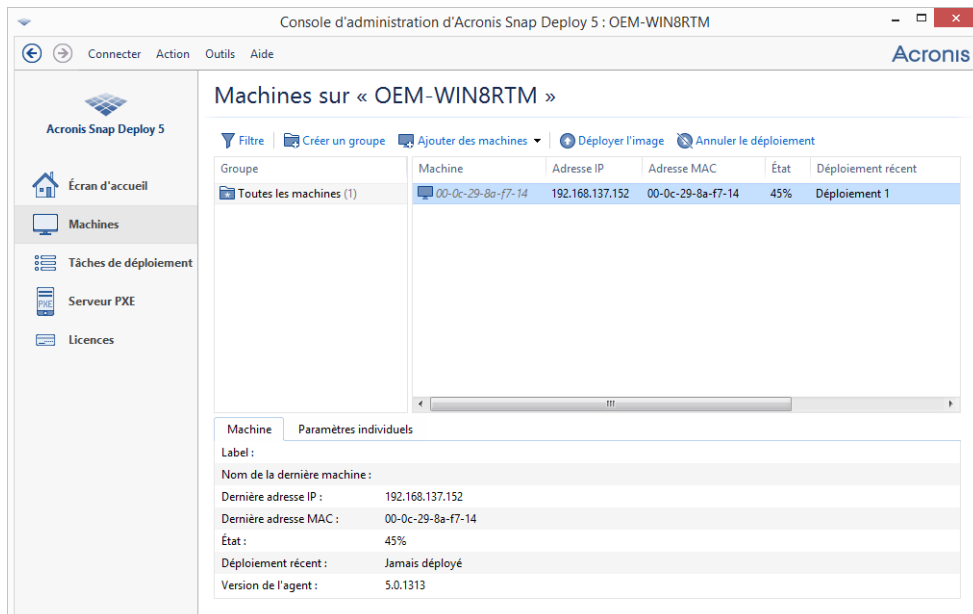 Console d'administration d'Acronis Snap Deploy 5 : OEM-WIN8RTM
Connecter Action Outils Aide
Acronis
Acronis Snap Deploy 5
Écran d'accueil
Machines
Tâches de déploiement
PXE
Serveur PXE
Licences
Machines sur « OEM-WIN8RTM »
Filtre Créer un groupe Ajouter des machines Déployer l'image Annuler le déploiement
Groupe
Toutes les machines (1)
Machine Adresse IP Adresse MAC État Déploiement récent
00-0c-29-8a-f7-14 192.168.137.152 00-0c-29-8a-f7-14 45% Déploiement 1
Machine Paramètres individuels
Label :
Nom de la dernière machine :
Dernière adresse IP : 192.168.137.152
Dernière adresse MAC : 00-0c-29-8a-f7-14
État : 45%
Déploiement récent : Jamais déployé
Version de l'agent : 5.0.1313